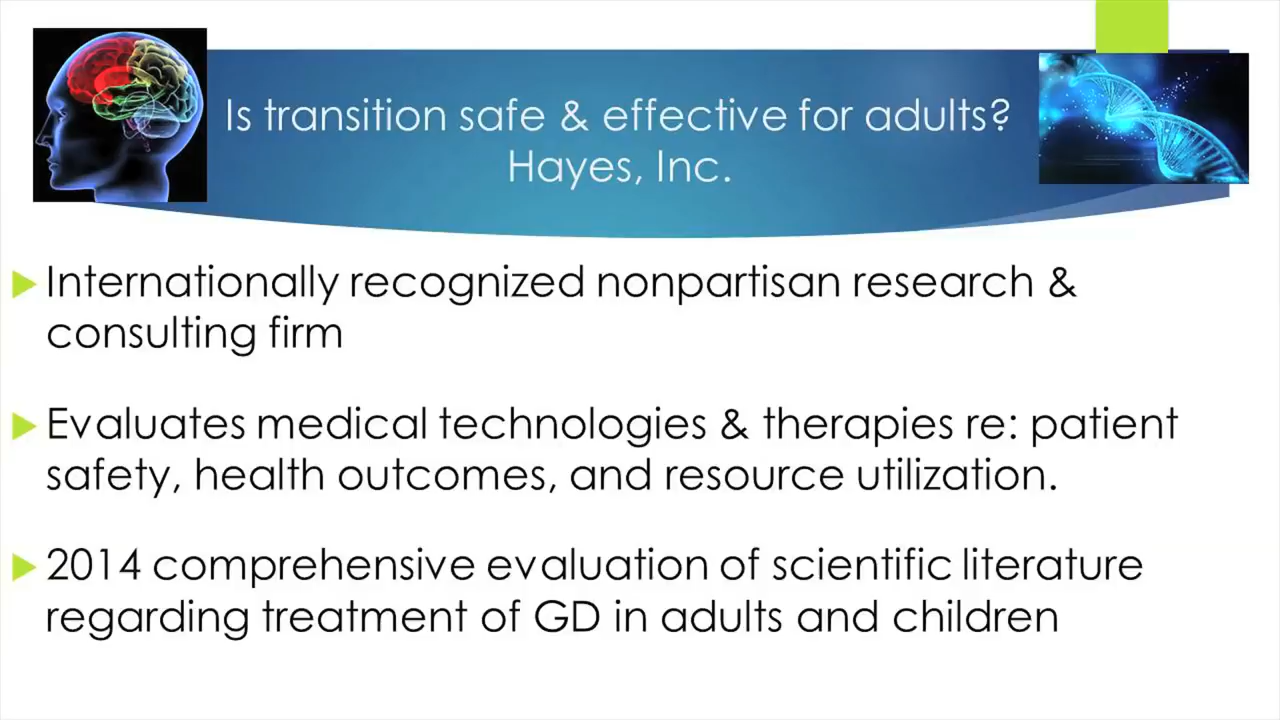 Is transition safe & effective for adults?
Hayes, Inc.
Internationally recognized nonpartisan research &
consulting firm
Evaluates medical technologies & therapies re: patient
safety, health outcomes, and resource utilization.
2014 comprehensive evaluation of scientific literature
regarding treatment of GD in adults and children